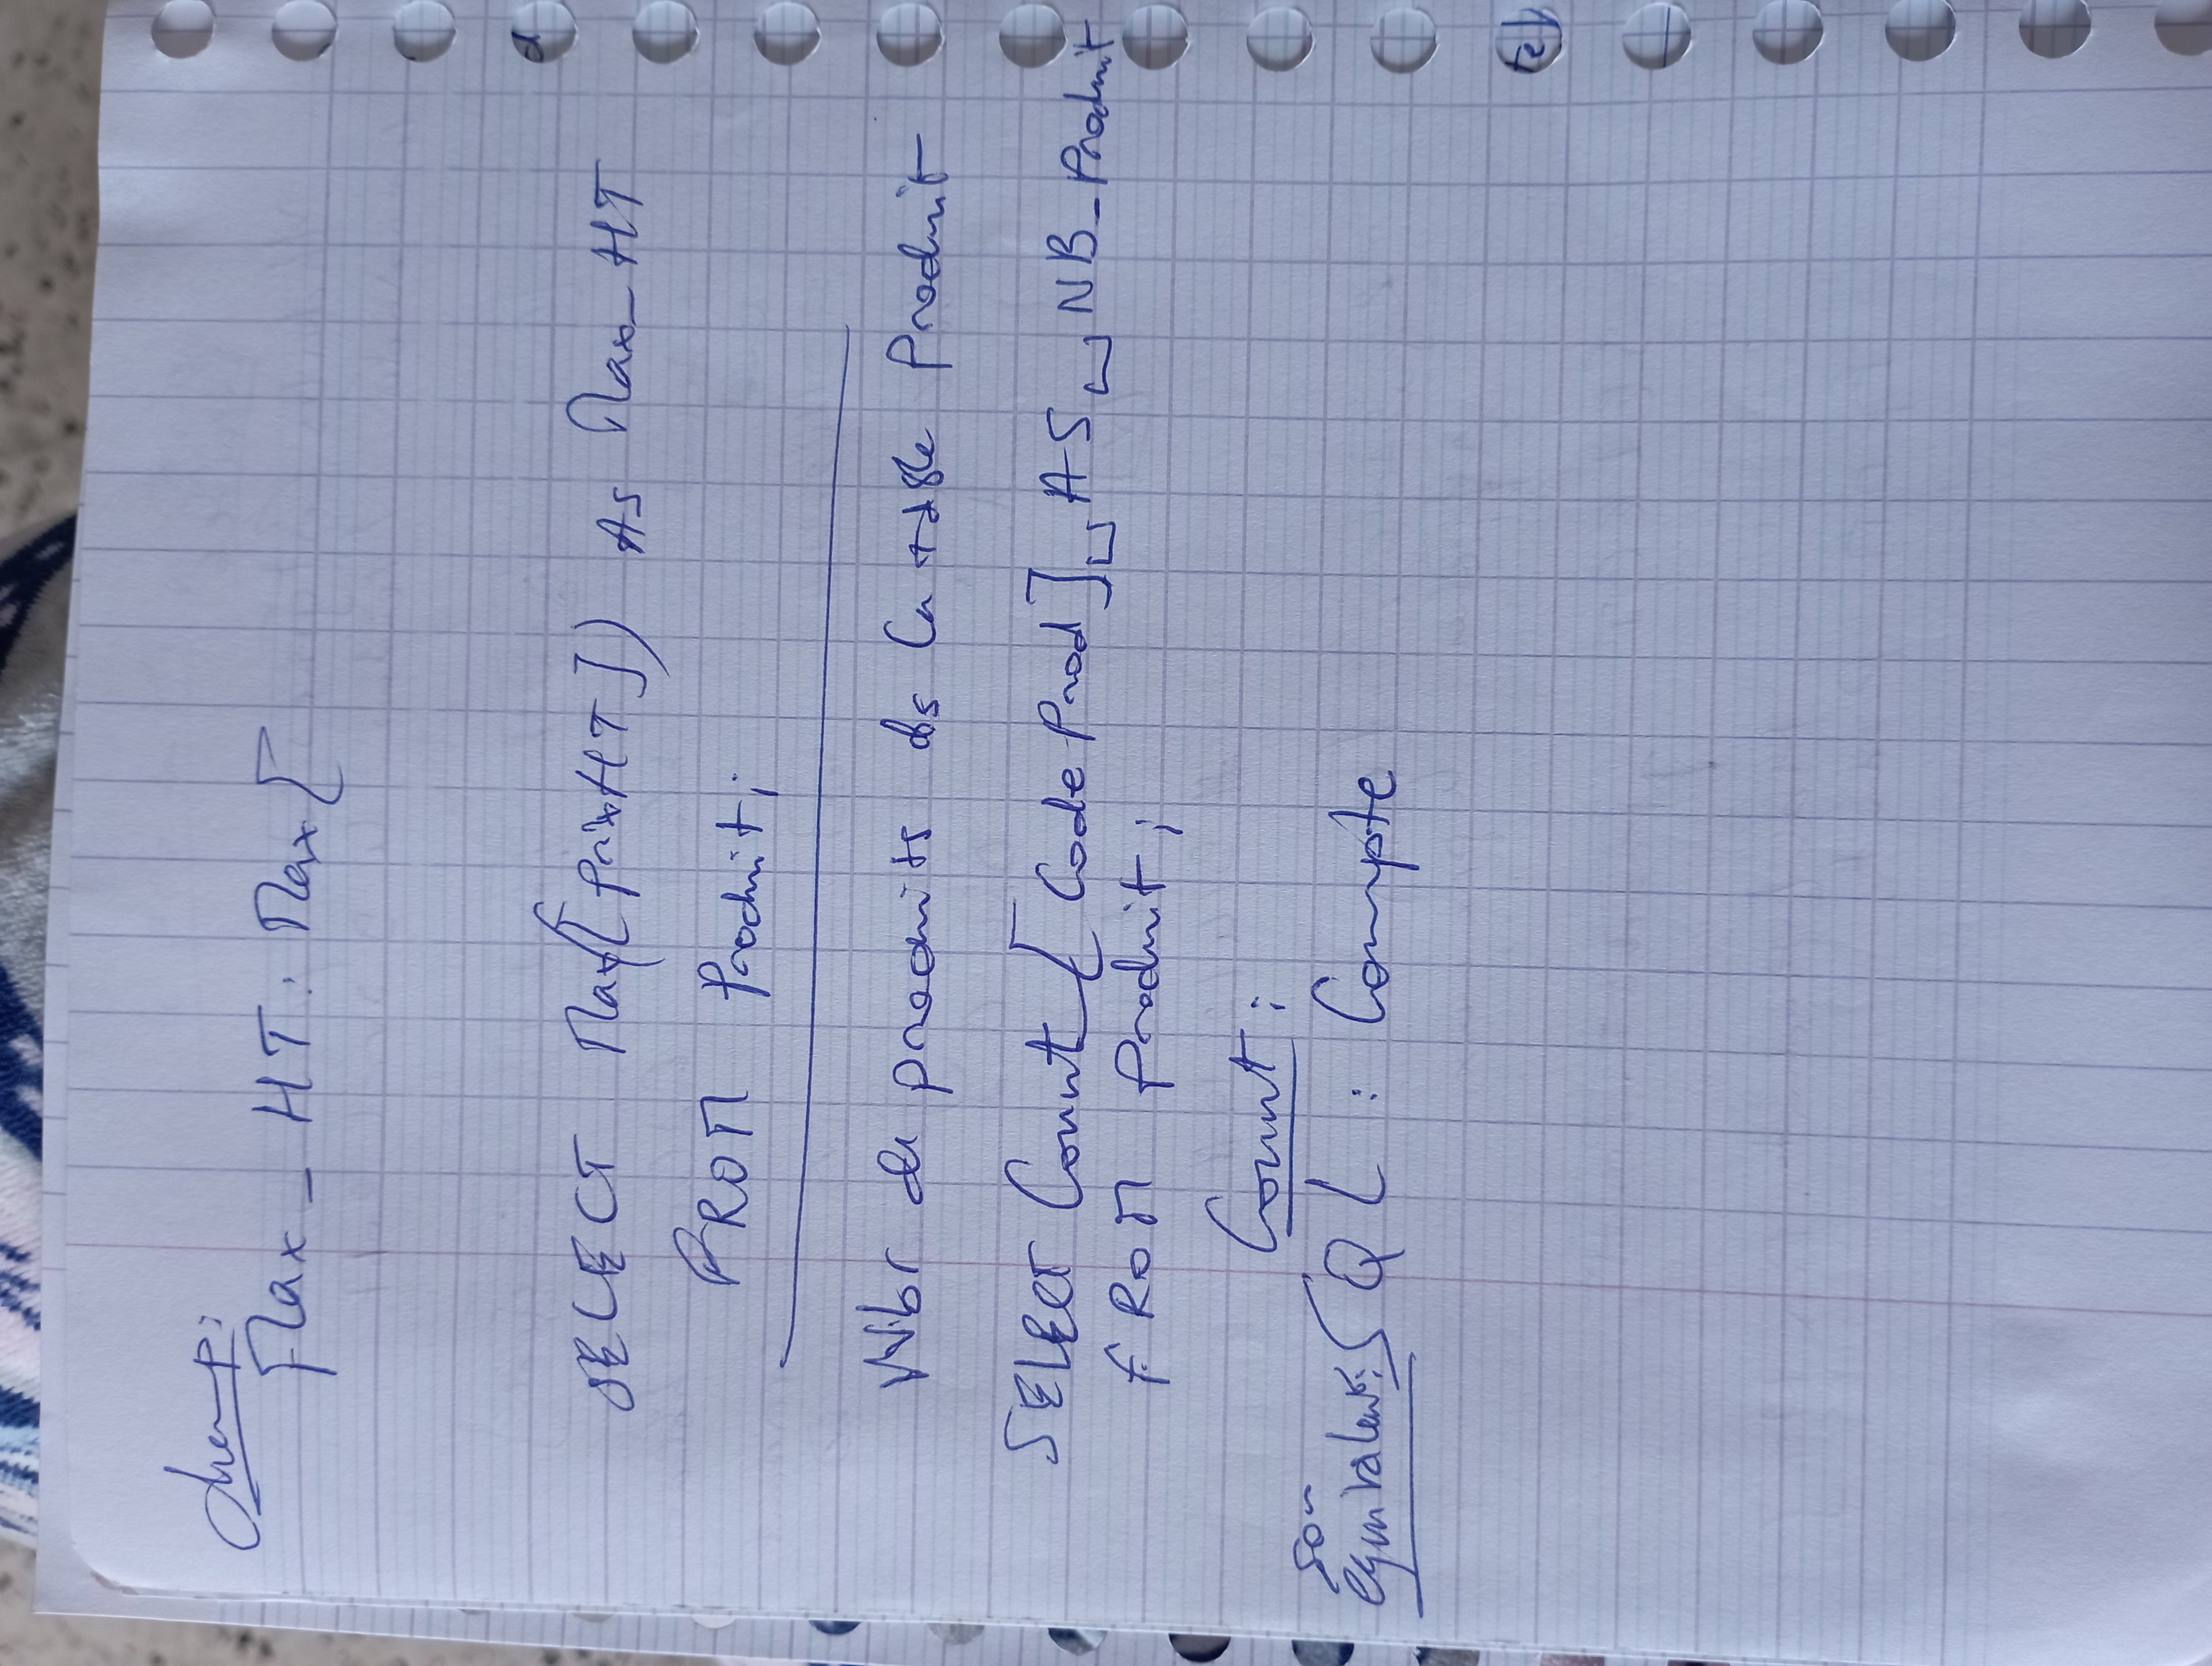 champ:
Max_HT: Max[
SELECT Max([prixHT]) AS Max_HT
FROM Produit;
Nbr de produits ds la table Produit
SELECT Count[CodeProd]␣AS␣NB_Produit
FROM Produit;
Count:
son
équivalent: SQL : Compte